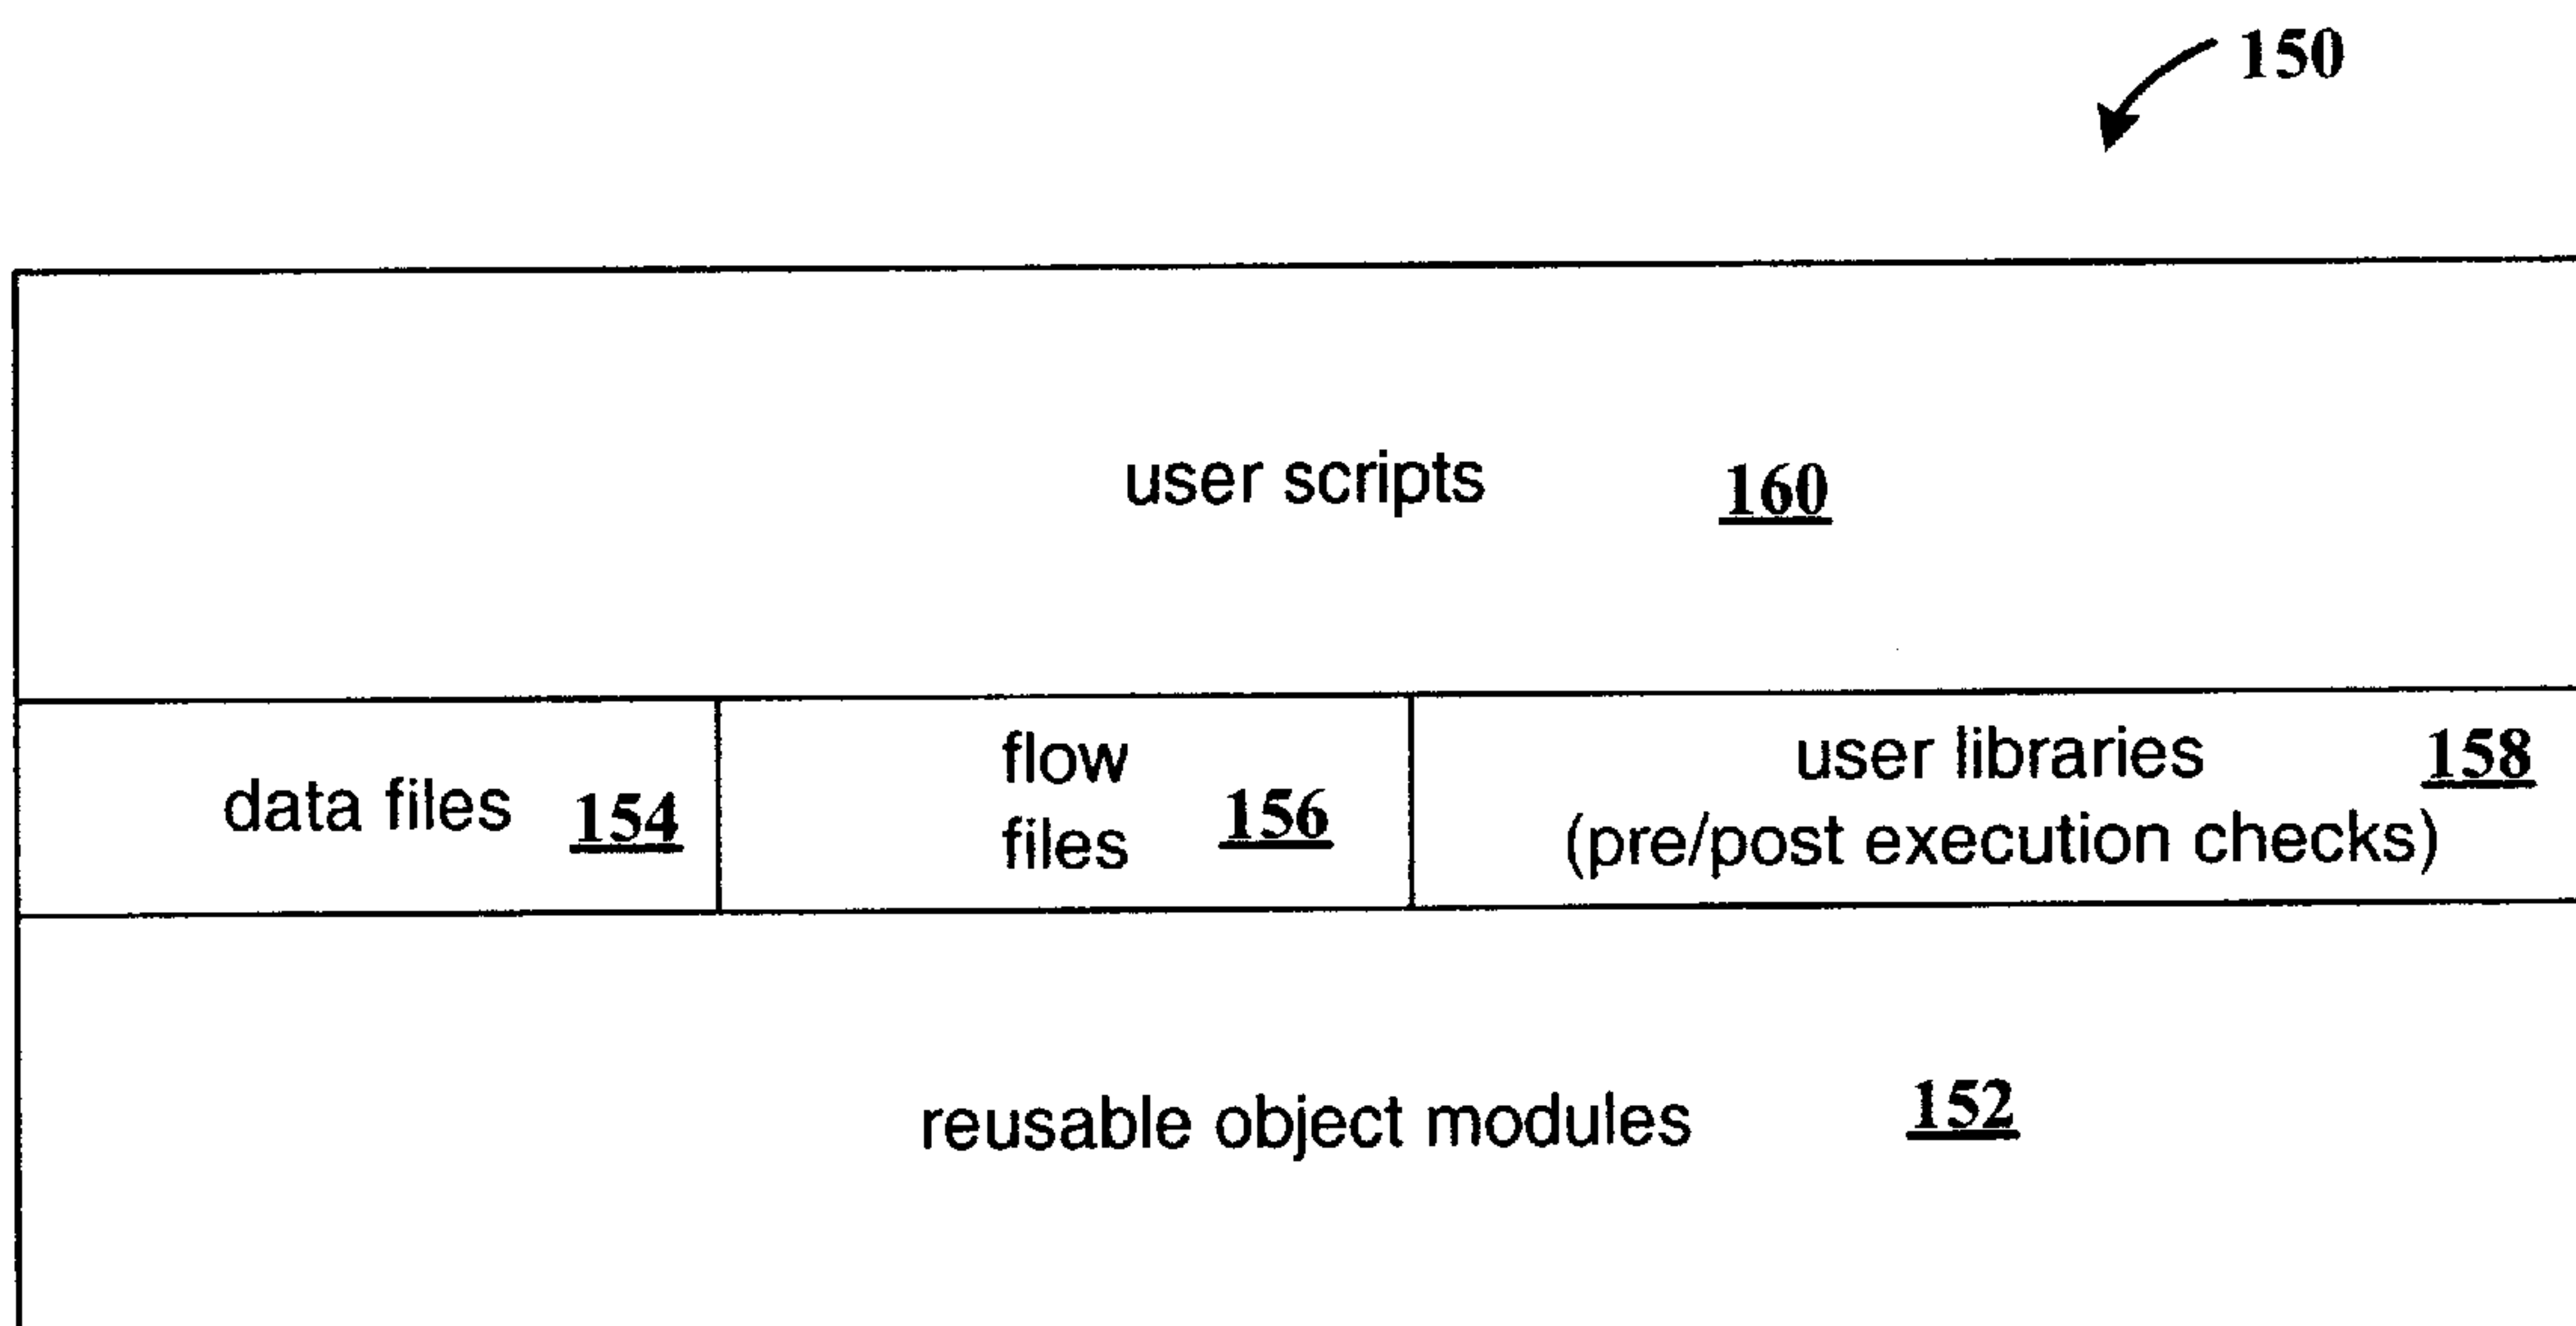 150
user scripts 160
data files 154
flow
files 156
user libraries 158
(pre/post execution checks)
reusable object modules 152